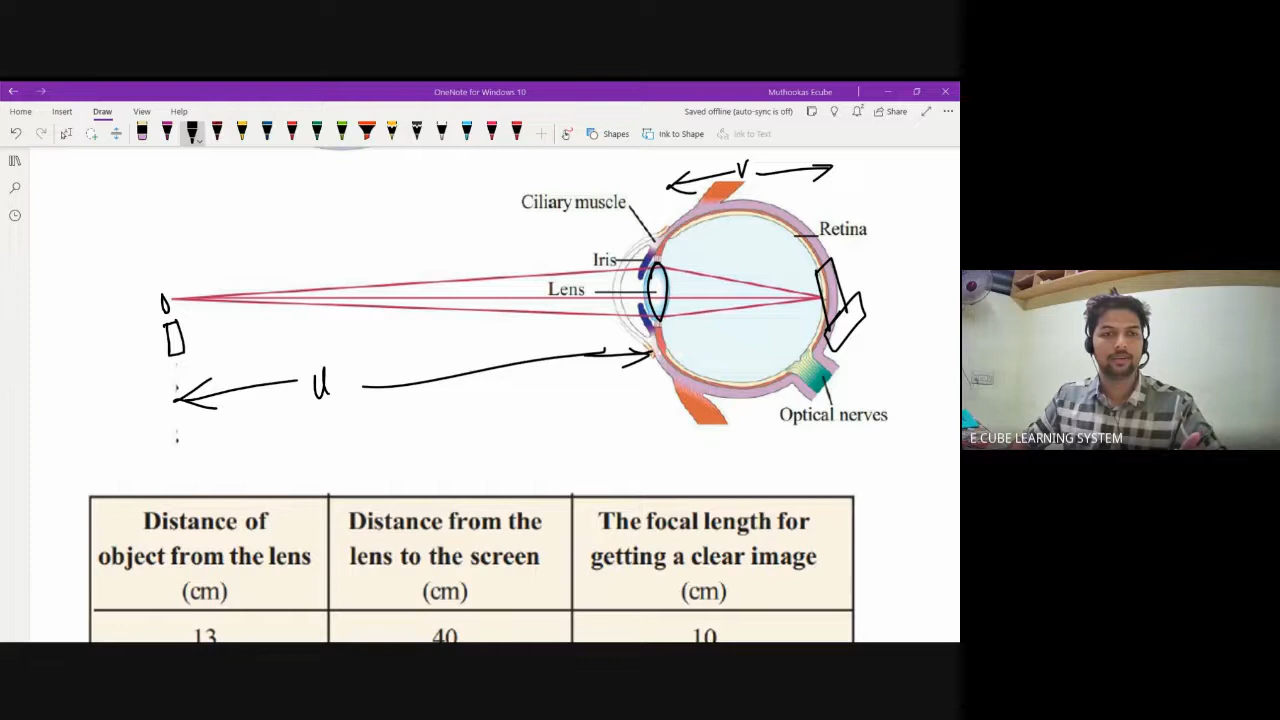 OneNote for Windows 10
Muthookas Ecube
Home Insert Draw View Help
Saved offline (auto-sync is off)
Share
Shapes
Ink to Shape
Ink to Text
V
Ciliary muscle
Retina
Iris
Lens
O
U
Optical nerves
E CUBE LEARNING SYSTEM
Distance of
object from the lens
(cm)
Distance from the
lens to the screen
(cm)
The focal length for
getting a clear image
(cm)
13 40 10